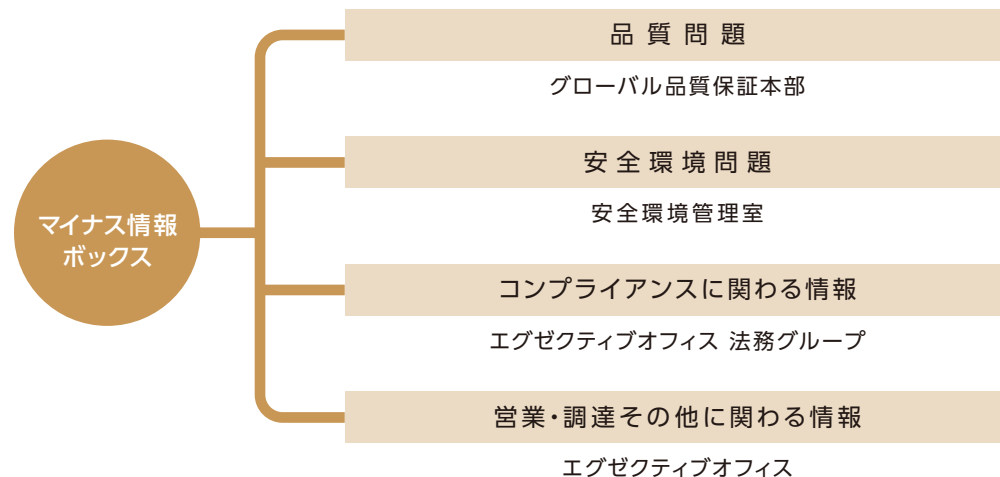 マイナス情報
ボックス
品質問題
グローバル品質保証本部
安全環境問題
安全環境管理室
コンプライアンスに関わる情報
エグゼクティブオフィス 法務グループ
営業・調達その他に関わる情報
エグゼクティブオフィス